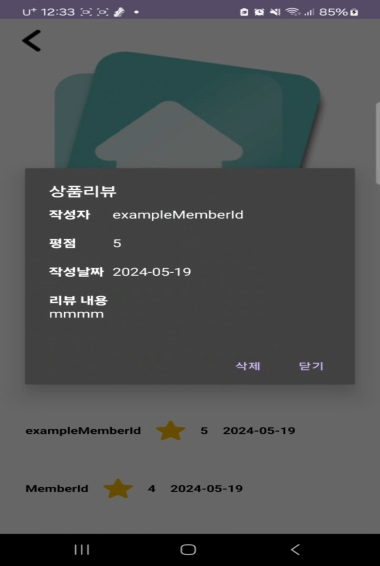 U+ 12:33
85%
상품리뷰
작성자 exampleMemberId
평점 5
작성날짜 2024-05-19
리뷰 내용
mmmm
삭제 닫기
exampleMemberId 5 2024-05-19
MemberId 4 2024-05-19